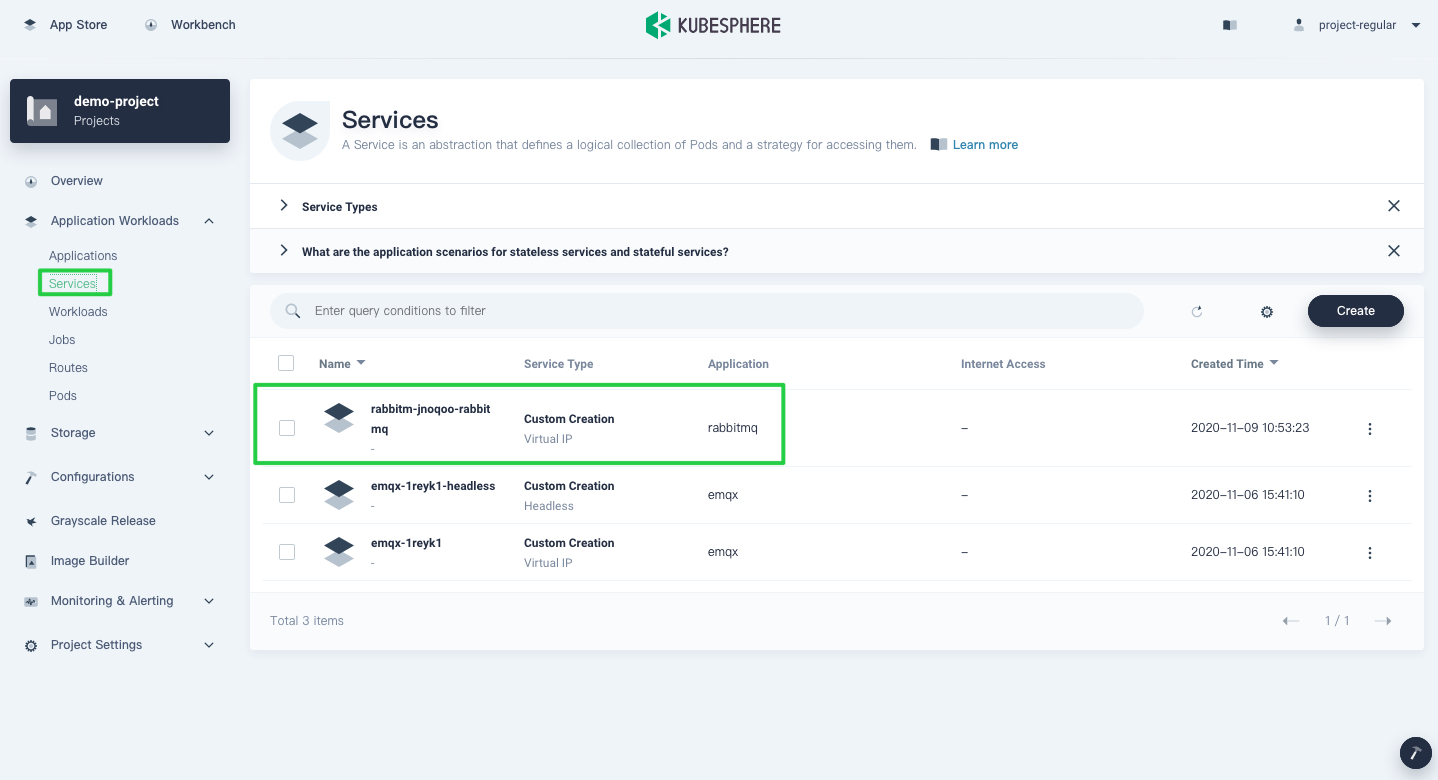 App Store
Workbench
KUBESPHERE
project-regular
demo-project
Projects
Overview
Application Workloads
Applications
Services
Workloads
Jobs
Routes
Pods
Storage
Configurations
Grayscale Release
Image Builder
Monitoring & Alerting
Project Settings
Services
A Service is an abstraction that defines a logical collection of Pods and a strategy for accessing them.
Learn more
Service Types
What are the application scenarios for stateless services and stateful services?
Enter query conditions to filter
Create
Name Service Type Application Internet Access Created Time
rabbitm-jnoqoo-rabbit
mq
-
Custom Creation
Virtual IP
rabbitmq
–
2020–11–09 10:53:23
emqx-1reyk1-headless
-
Custom Creation
Headless
emqx
–
2020–11–06 15:41:10
emqx-1reyk1
-
Custom Creation
Virtual IP
emqx
–
2020–11–06 15:41:10
Total 3 items
1 / 1